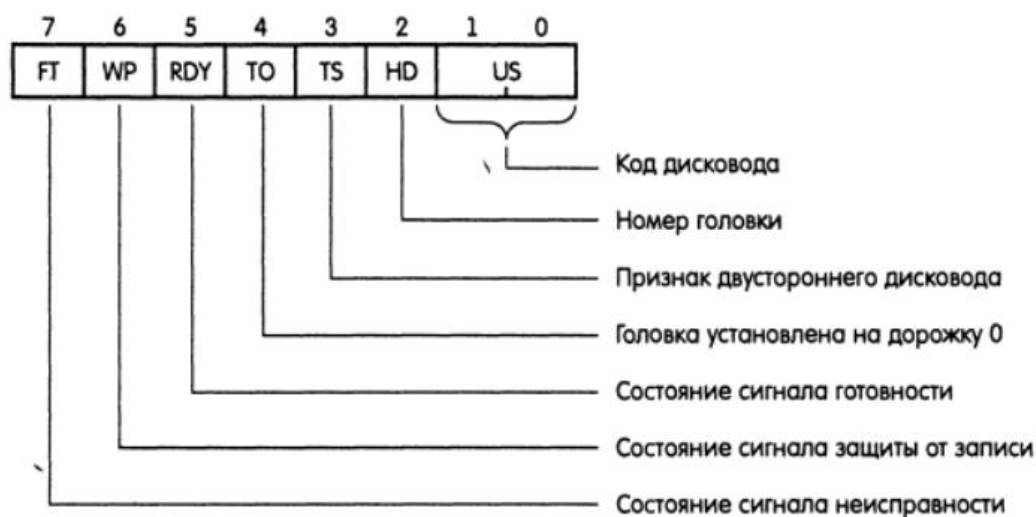 7 6 5 4 3 2 1 0
FT WP RDY TO TS HD US
Код дисковода
Номер головки
Признак двустороннего дисковода
Головка установлена на дорожку 0
Состояние сигнала готовности
Состояние сигнала защиты от записи
Состояние сигнала неисправности